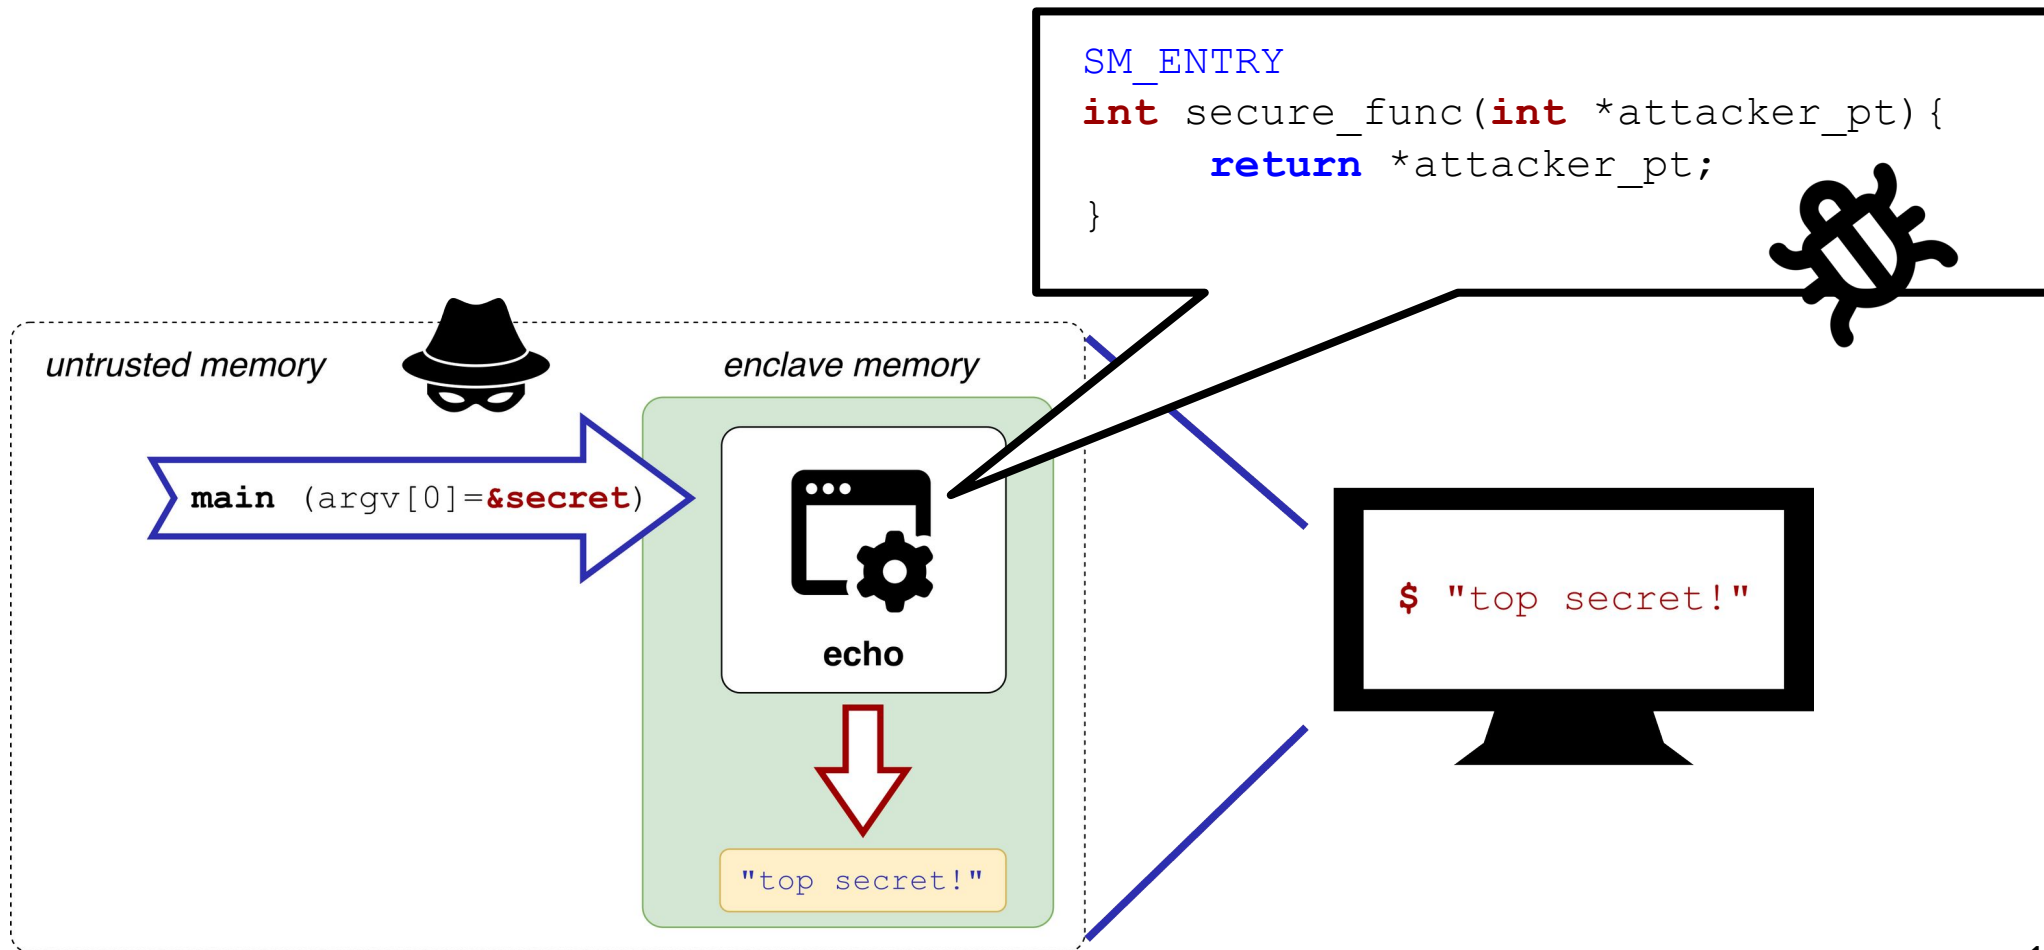 SM_ENTRY
int secure_func(int *attacker_pt){
return *attacker_pt;
}
untrusted memory
enclave memory
main (argv[0]=&secret)
echo
"top secret!"
$ "top secret!"